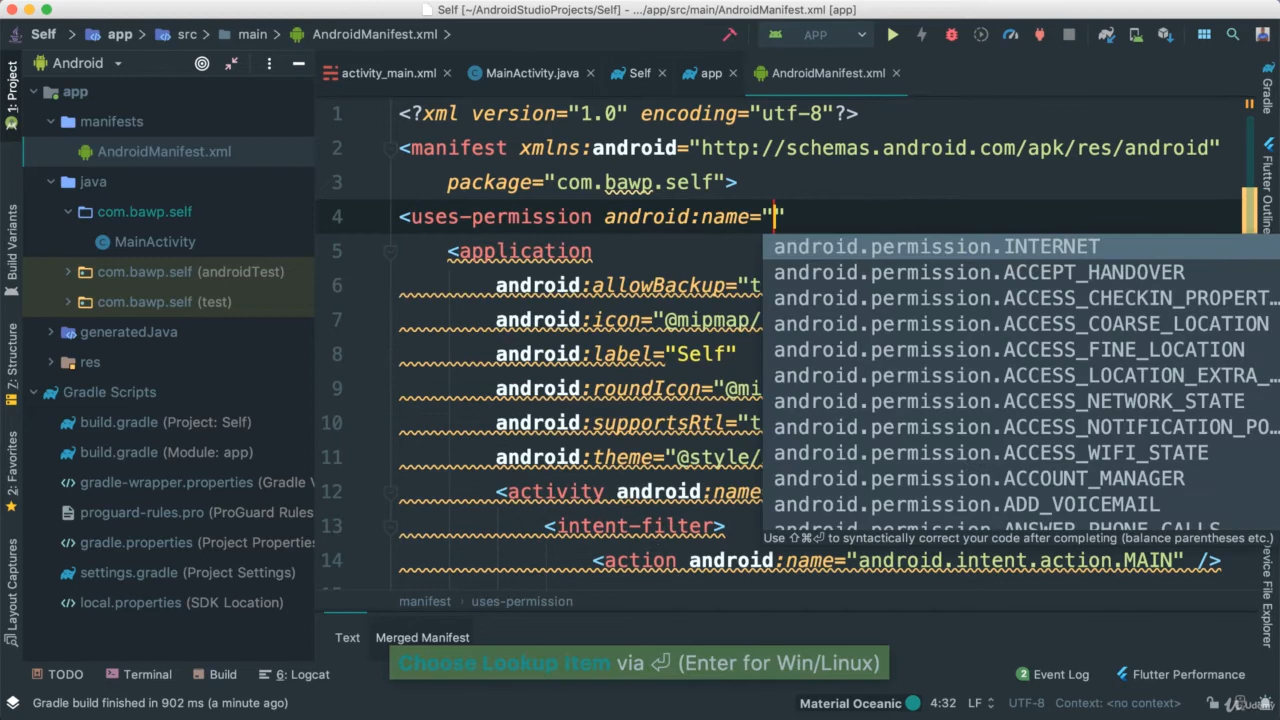 Self [~/AndroidStudioProjects/Self] - .../app/src/main/AndroidManifest.xml [app]
Self > app > src > main > AndroidManifest.xml >
APP
Android
activity_main.xml
MainActivity.java
Self
app
AndroidManifest.xml
1: Project
Build Variants
7: Structure
2: Favorites
Layout Captures
app
manifests
AndroidManifest.xml
java
com.bawp.self
MainActivity
com.bawp.self (androidTest)
com.bawp.self (test)
generatedJava
res
Gradle Scripts
build.gradle (Project: Self)
build.gradle (Module: app)
gradle-wrapper.properties (Gradle V
proguard-rules.pro (ProGuard Rules
gradle.properties (Project Properties
settings.gradle (Project Settings)
local.properties (SDK Location)
1 <?xml version="1.0" encoding="utf-8"?>
2 <manifest xmlns:android="http://schemas.android.com/apk/res/android"
3 package="com.bawp.self">
4 <uses-permission android:name=""
5 <application
6 android:allowBackup="t
7 android:icon="@mipmap/
8 android:label="Self"
9 android:roundIcon="@mi
10 android:supportsRtl="t
11 android:theme="@style/
12 <activity android:name
13 <intent-filter>
14 <action android:name="android.intent.action.MAIN" />
android.permission.INTERNET
android.permission.ACCEPT_HANDOVER
android.permission.ACCESS_CHECKIN_PROPERT...
android.permission.ACCESS_COARSE_LOCATION
android.permission.ACCESS_FINE_LOCATION
android.permission.ACCESS_LOCATION_EXTRA_...
android.permission.ACCESS_NETWORK_STATE
android.permission.ACCESS_NOTIFICATION_PO...
android.permission.ACCESS_WIFI_STATE
android.permission.ACCOUNT_MANAGER
android.permission.ADD_VOICEMAIL
android.permission.ANSWER_PHONE_CALLS
Use ⇧⌘⏎ to syntactically correct your code after completing (balance parentheses etc.)
Gradle
Flutter Outline
Device File Explorer
manifest > uses-permission
Text Merged Manifest
Choose Lookup Item via ⏎ (Enter for Win/Linux)
TODO Terminal Build 6: Logcat 2 Event Log Flutter Performance
Gradle build finished in 902 ms (a minute ago) Material Oceanic 4:32 LF UTF-8 Context: <no context>
Udemy